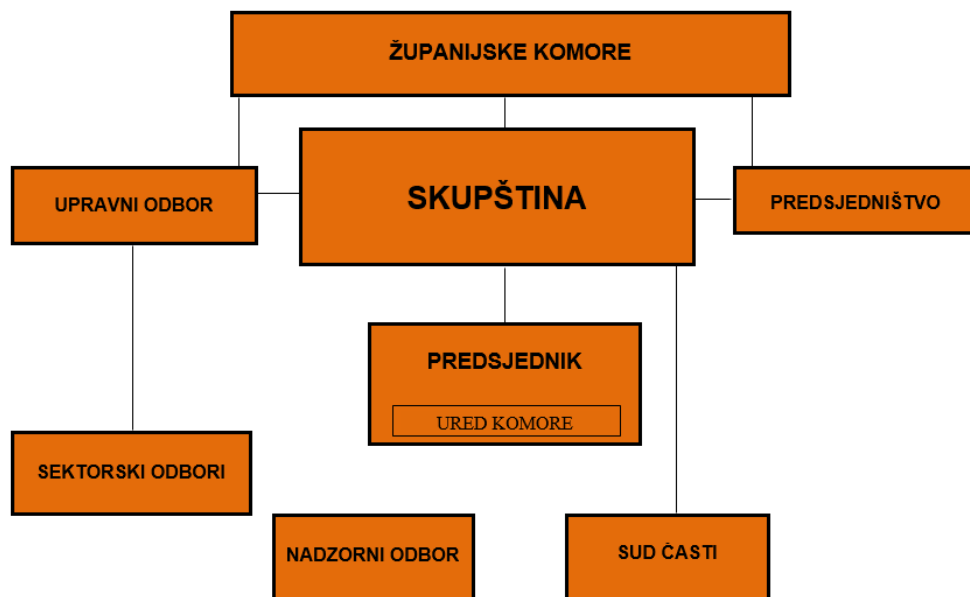 ŽUPANIJSKE KOMORE
SKUPŠTINA
UPRAVNI ODBOR
PREDSJEDNIŠTVO
PREDSJEDNIK
URED KOMORE
SEKTORSKI ODBORI
NADZORNI ODBOR
SUD ČASTI